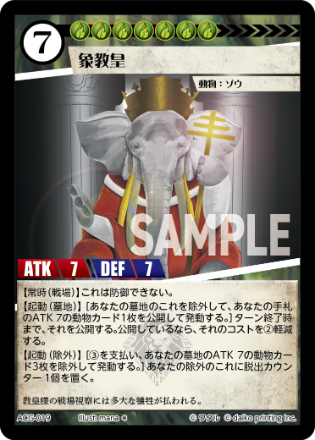 7
象教皇
動物:ゾウ
SAMPLE
ATK 7 DEF 7
【常時(戦場)】これは防御できない。
【起動(墓地)】[あなたの墓地のこれを除外して、あなたの手札
のATK 7の動物カード1枚を公開して発動する。]ターン終了
時まで、それを公開する。公開しているなら、それのコストを②軽減
する。
【起動(除外)】[③を支払い、あなたの墓地のATK 7の動物カー
ド3枚を除外して発動する。]あなたの除外のこれに脱出カウン
ター1個を置く。
教皇様の戦場視察には多大な犠牲が払われる。
ACG-019
Illust:mana
© daiko printing inc.